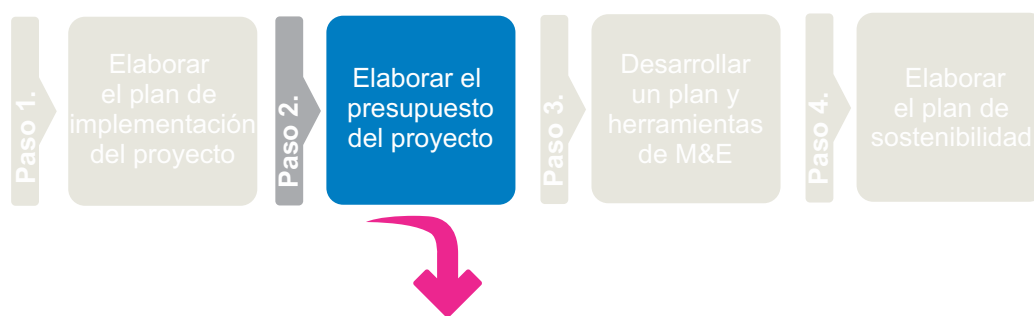 Paso 1.
Elaborar
el plan de
implementación
del proyecto
Paso 2.
Elaborar el
presupuesto
del proyecto
Paso 3.
Desarrollar
un plan y
herramientas
de M&E
Paso 4.
Elaborar
el plan de
sostenibilidad